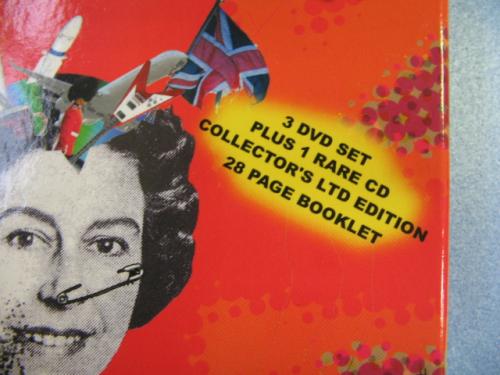 3 DVD SET
PLUS 1 RARE CD
COLLECTOR'S LTD EDITION
28 PAGE BOOKLET